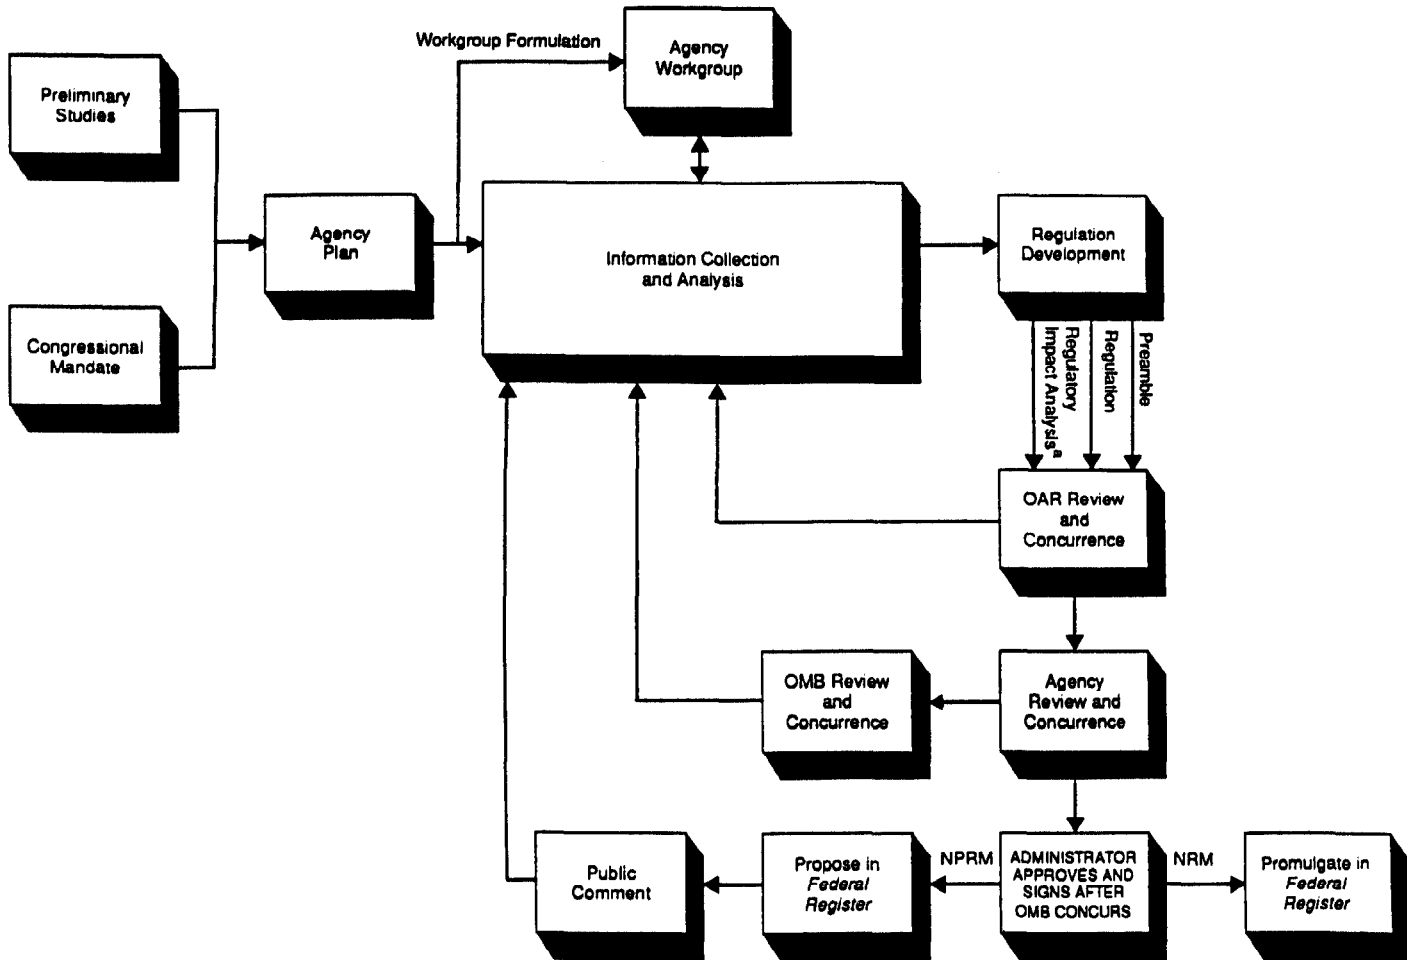 Workgroup Formulation
Agency
Workgroup
Preliminary
Studies
Agency
Plan
Information Collection
and Analysis
Regulation
Development
Congressional
Mandate
Regulatory
Impact Analysisᵃ
Regulation
Preamble
OAR Review
and
Concurrence
OMB Review
and
Concurrence
Agency
Review and
Concurrence
Public
Comment
Propose in
Federal
Register
NPRM
ADMINISTRATOR
APPROVES AND
SIGNS AFTER
OMB CONCURS
NRM
Promulgate in
Federal
Register